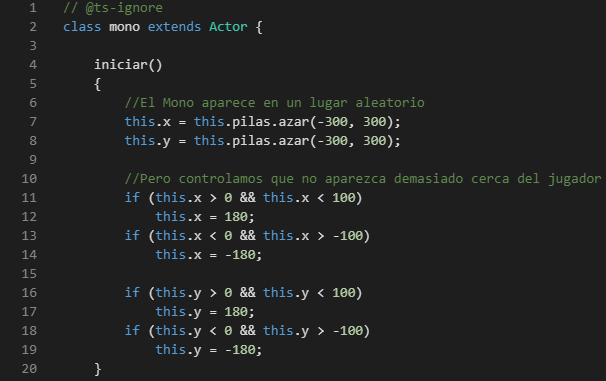 1 // @ts-ignore
2 class mono extends Actor {
3
4     iniciar()
5     {
6         //El Mono aparece en un lugar aleatorio
7         this.x = this.pilas.azar(-300, 300);
8         this.y = this.pilas.azar(-300, 300);
9
10         //Pero controlamos que no aparezca demasiado cerca del jugador
11         if (this.x > 0 && this.x < 100)
12             this.x = 180;
13         if (this.x < 0 && this.x > -100)
14             this.x = -180;
15
16         if (this.y > 0 && this.y < 100)
17             this.y = 180;
18         if (this.y < 0 && this.y > -100)
19             this.y = -180;
20     }